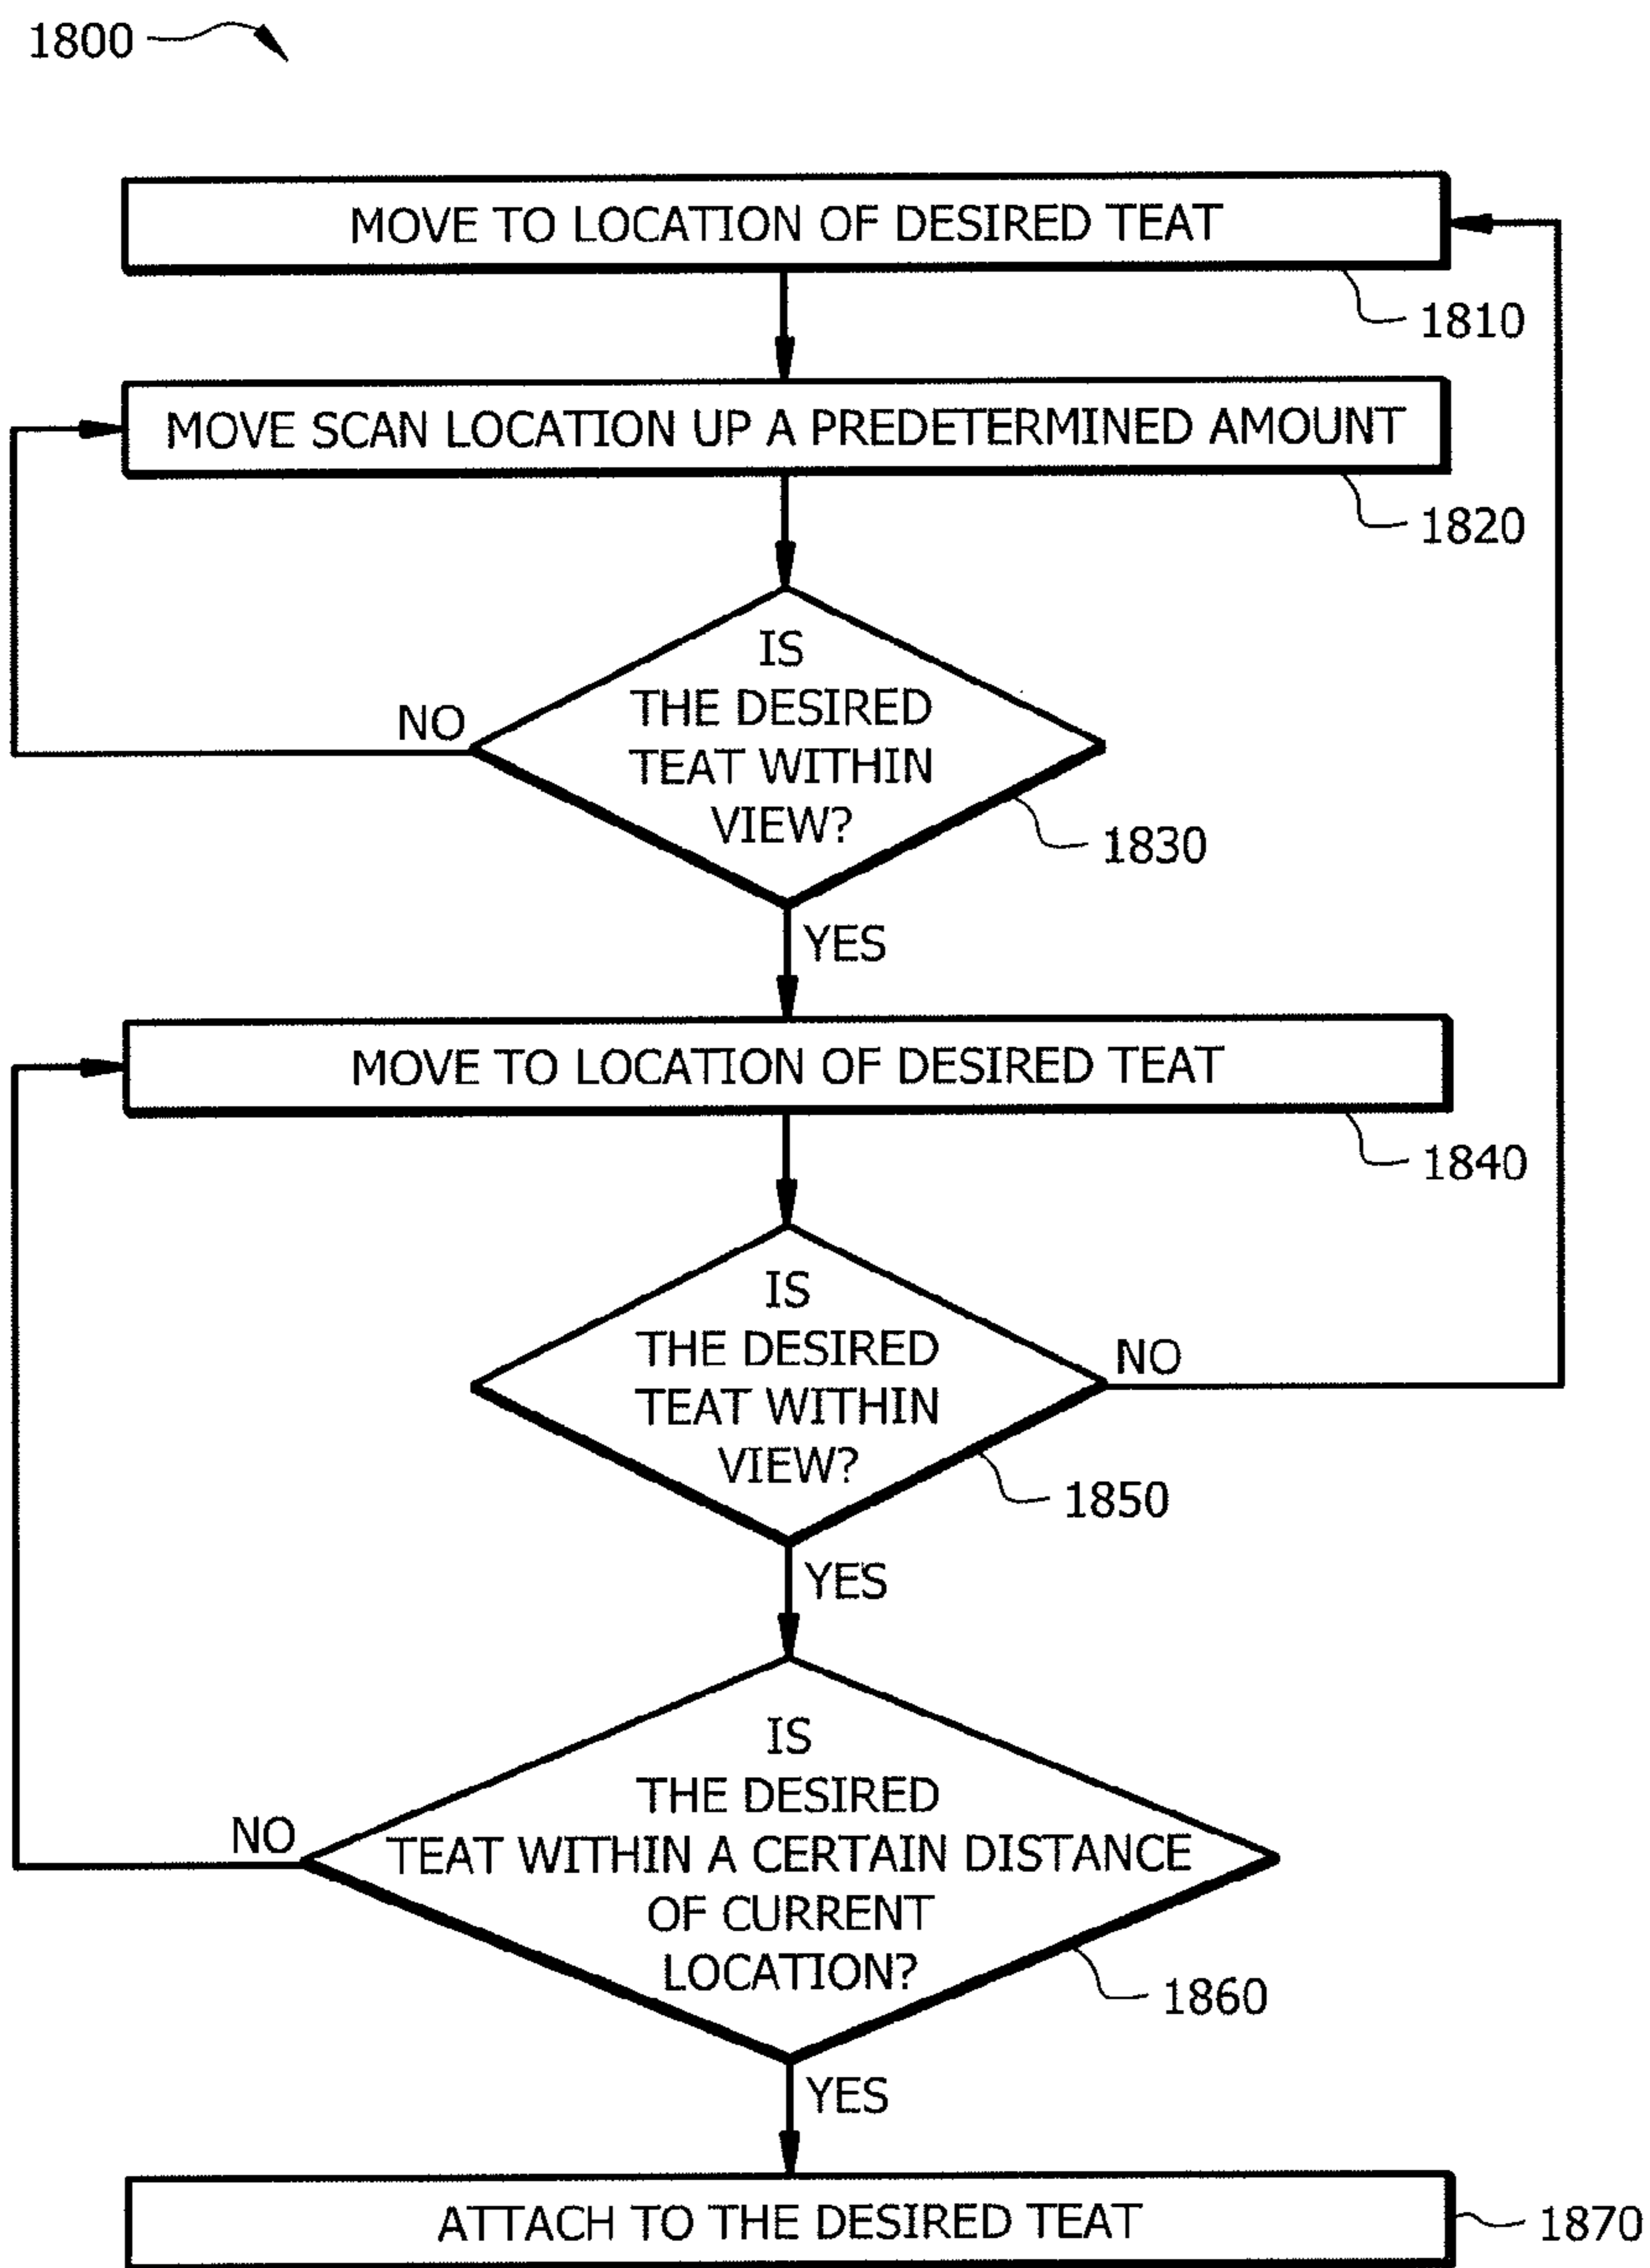 1800
MOVE TO LOCATION OF DESIRED TEAT
1810
MOVE SCAN LOCATION UP A PREDETERMINED AMOUNT
1820
IS
THE DESIRED
TEAT WITHIN
VIEW?
NO
1830
YES
MOVE TO LOCATION OF DESIRED TEAT
1840
IS
THE DESIRED
TEAT WITHIN
VIEW?
NO
1850
YES
IS
THE DESIRED
TEAT WITHIN A CERTAIN DISTANCE
OF CURRENT
LOCATION?
NO
1860
YES
ATTACH TO THE DESIRED TEAT
1870